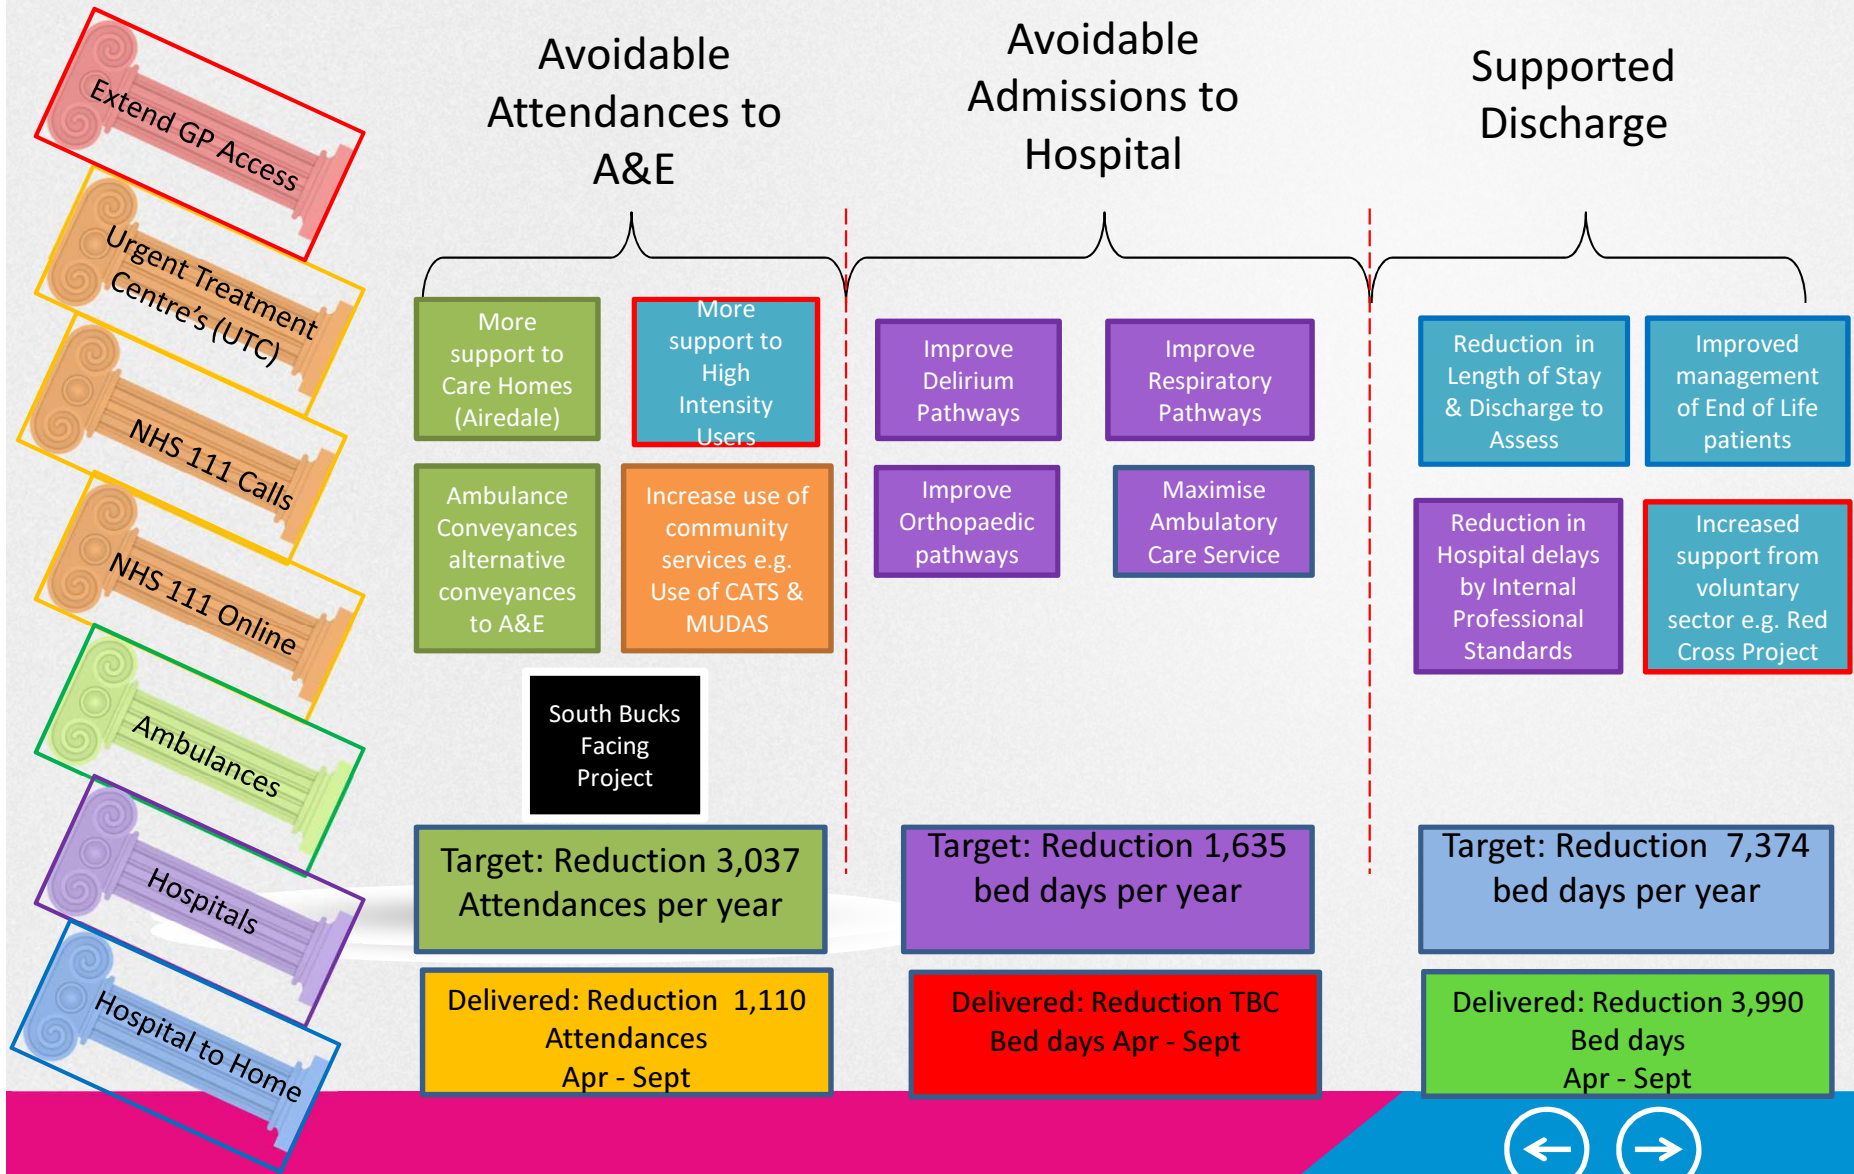 Extend GP Access
Urgent Treatment
Centre's (UTC)
NHS 111 Calls
NHS 111 Online
Ambulances
Hospitals
Hospital to Home
Avoidable
Attendances to
A&E
More
support to
Care Homes
(Airedale)
More
support to
High
Intensity
Users
Ambulance
Conveyances
alternative
conveyances
to A&E
Increase use of
community
services e.g.
Use of CATS &
MUDAS
South Bucks
Facing
Project
Target: Reduction 3,037
Attendances per year
Delivered: Reduction 1,110
Attendances
Apr - Sept
Avoidable
Admissions to
Hospital
Improve
Delirium
Pathways
Improve
Respiratory
Pathways
Improve
Orthopaedic
pathways
Maximise
Ambulatory
Care Service
Target: Reduction 1,635
bed days per year
Delivered: Reduction TBC
Bed days Apr - Sept
Supported
Discharge
Reduction in
Length of Stay
& Discharge to
Assess
Improved
management
of End of Life
patients
Reduction in
Hospital delays
by Internal
Professional
Standards
Increased
support from
voluntary
sector e.g. Red
Cross Project
Target: Reduction 7,374
bed days per year
Delivered: Reduction 3,990
Bed days
Apr - Sept